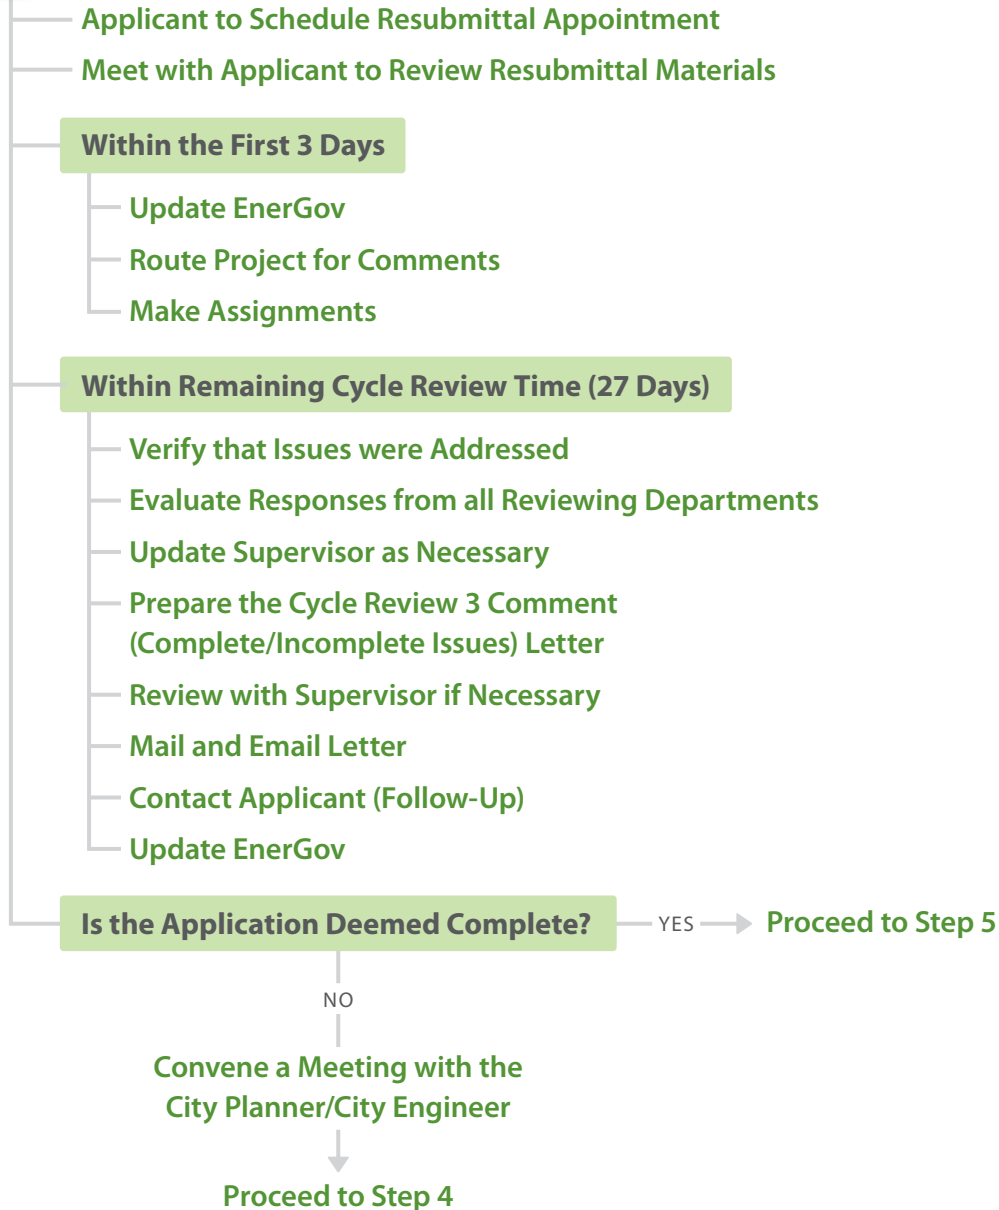 Applicant to Schedule Resubmittal Appointment
Meet with Applicant to Review Resubmittal Materials
Within the First 3 Days
Update EnerGov
Route Project for Comments
Make Assignments
Within Remaining Cycle Review Time (27 Days)
Verify that Issues were Addressed
Evaluate Responses from all Reviewing Departments
Update Supervisor as Necessary
Prepare the Cycle Review 3 Comment
(Complete/Incomplete Issues) Letter
Review with Supervisor if Necessary
Mail and Email Letter
Contact Applicant (Follow-Up)
Update EnerGov
Is the Application Deemed Complete?
YES
Proceed to Step 5
NO
Convene a Meeting with the
City Planner/City Engineer
Proceed to Step 4